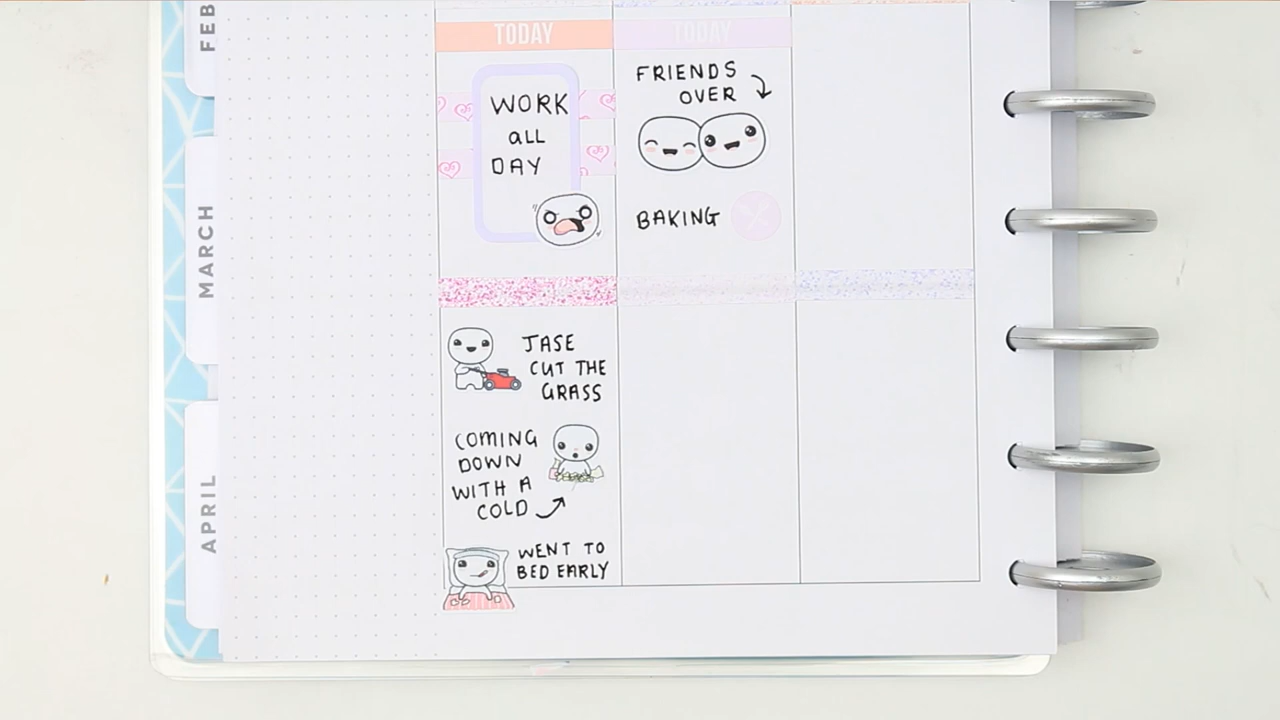 FEB
MARCH
APRIL
TODAY
WORK
aLL
DAY
JASE
CUT THE
GRASS
COMING
DOWN
WITH A
COLD
WENT TO
BED EARLY
TODAY
FRIENDS
OVER
BAKING